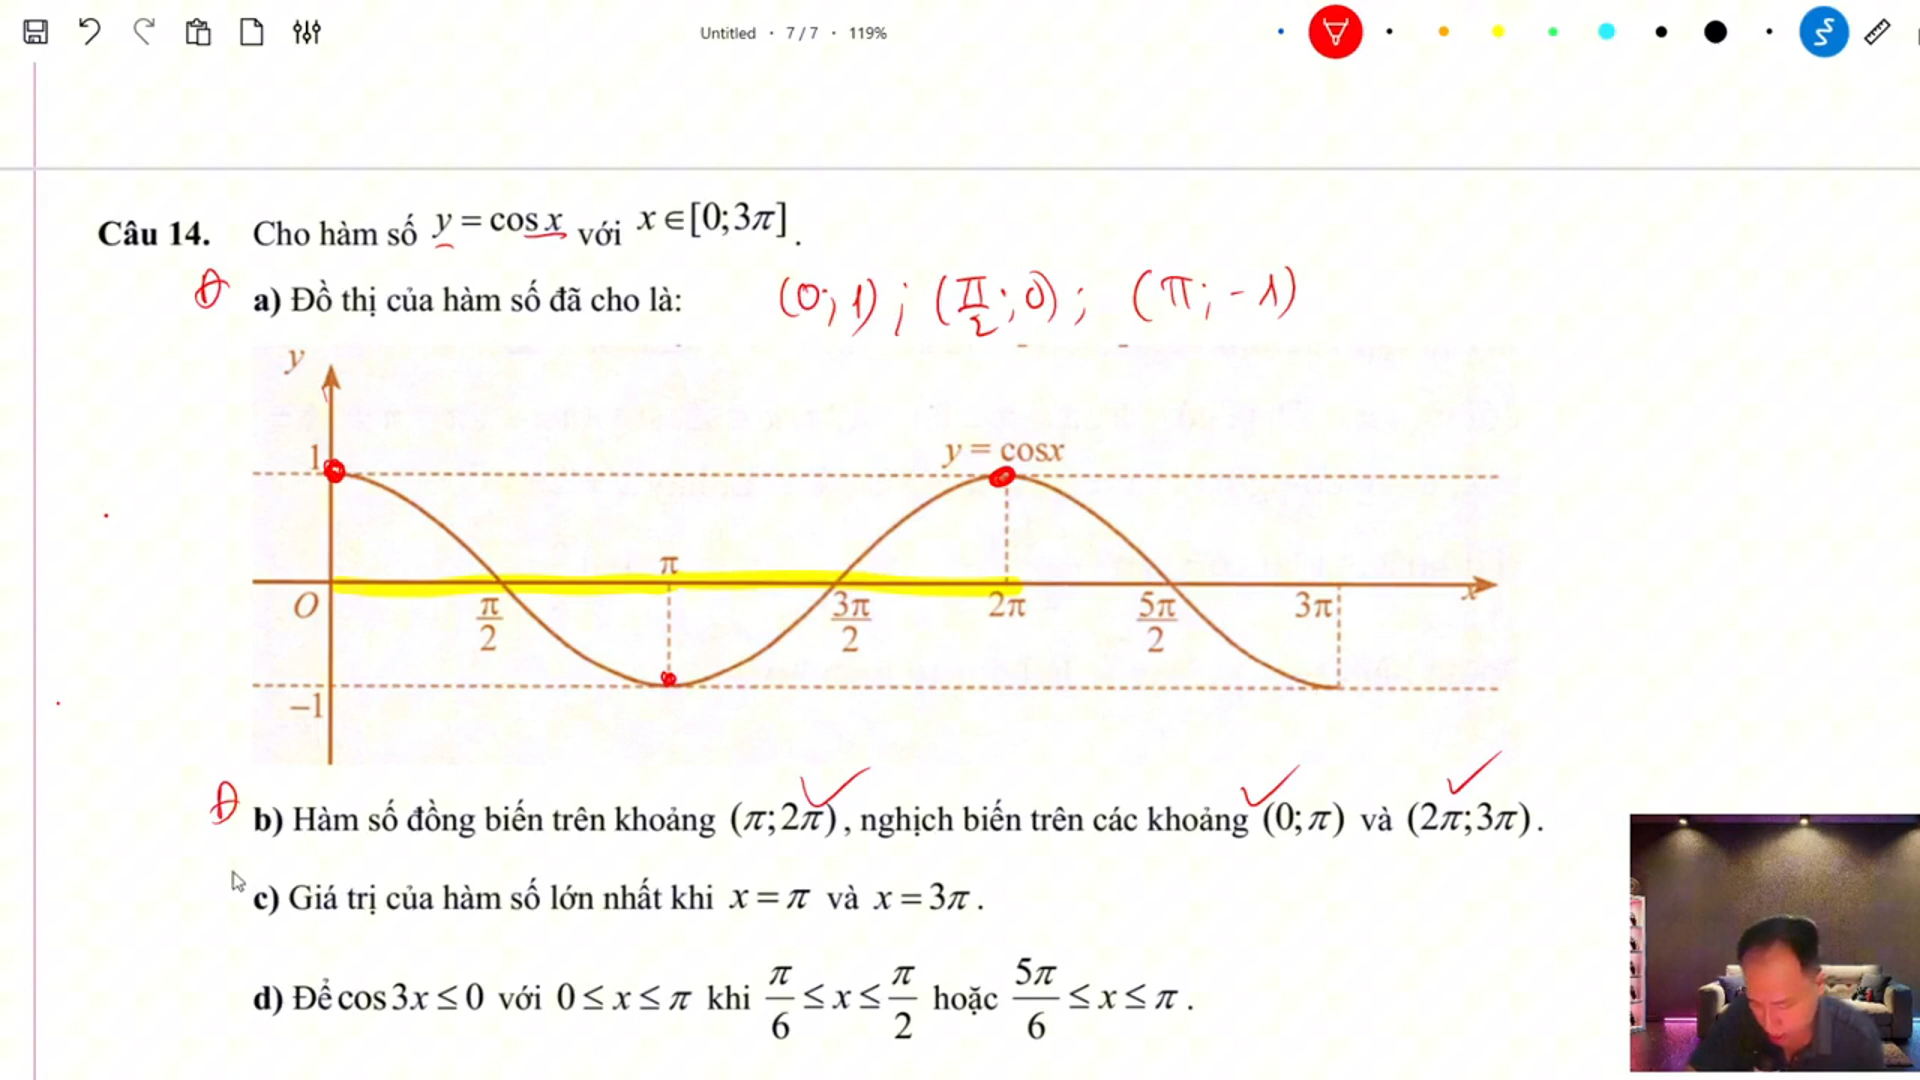 Untitled • 7 / 7 • 119%
Câu 14. Cho hàm số y = cos x với x ∈ [0;3π].
Đ a) Đồ thị của hàm số đã cho là: (0; 1); (π/2; 0); (π; -1)
y
1
y = cosx
π
O π/2 3π/2 2π 5π/2 3π x
−1
Đ b) Hàm số đồng biến trên khoảng (π;2π), nghịch biến trên các khoảng (0;π) và (2π;3π).
c) Giá trị của hàm số lớn nhất khi x = π và x = 3π.
d) Để cos 3x ≤ 0 với 0 ≤ x ≤ π khi π/6 ≤ x ≤ π/2 hoặc 5π/6 ≤ x ≤ π.